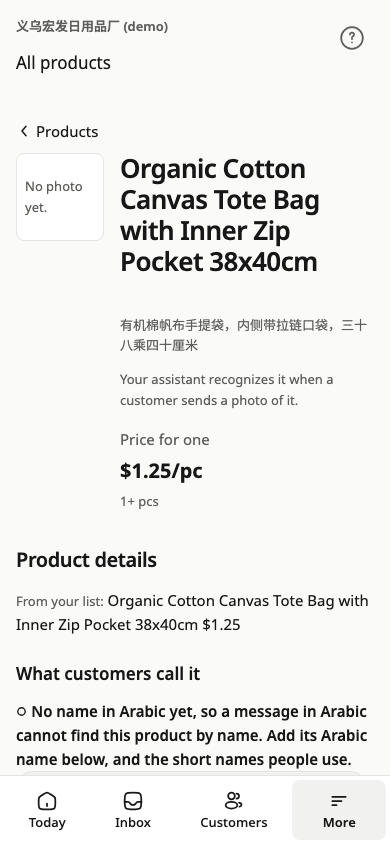 义乌宏发日用品厂 (demo)
All products
Products
No photo
yet.
Organic Cotton
Canvas Tote Bag
with Inner Zip
Pocket 38x40cm
有机棉帆布手提袋，内侧带拉链口袋，三十
八乘四十厘米
Your assistant recognizes it when a
customer sends a photo of it.
Price for one
$1.25/pc
1+ pcs
Product details
From your list: Organic Cotton Canvas Tote Bag with
Inner Zip Pocket 38x40cm $1.25
What customers call it
No name in Arabic yet, so a message in Arabic
cannot find this product by name. Add its Arabic
name below, and the short names people use.
Today
Inbox
Customers
More